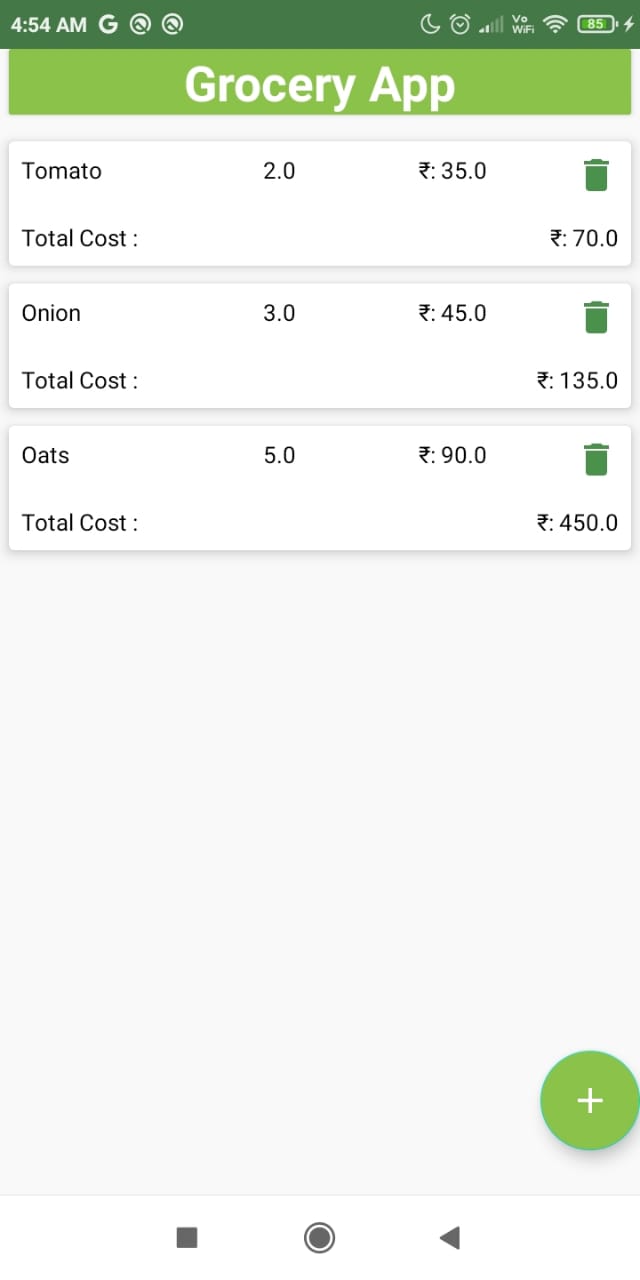 4:54 AM G Vo WiFi 85
Grocery App
Tomato 2.0 ₹: 35.0
Total Cost : ₹: 70.0
Onion 3.0 ₹: 45.0
Total Cost : ₹: 135.0
Oats 5.0 ₹: 90.0
Total Cost : ₹: 450.0
+